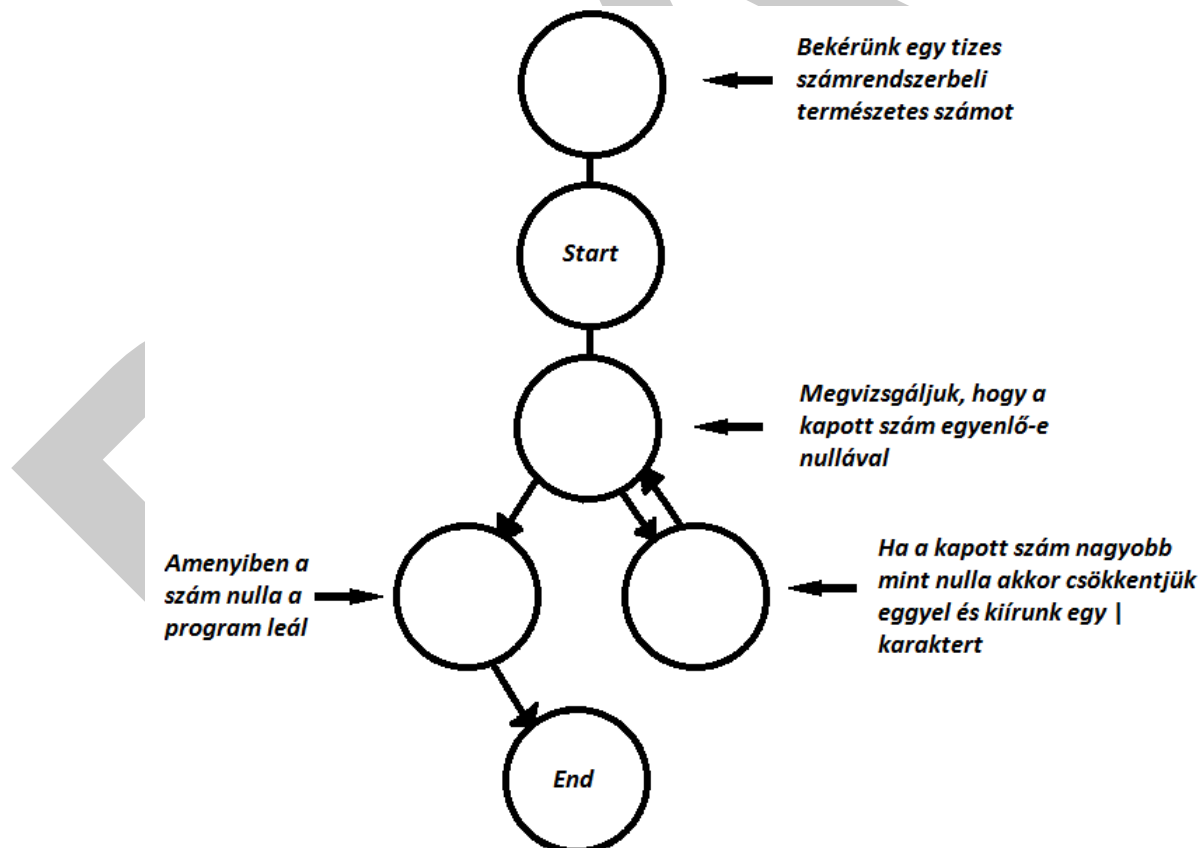 Bekérünk egy tizes
számrendszerbeli
természetes számot
Start
Megvizsgáljuk, hogy a
kapott szám egyenlő-e
nullával
Amenyiben a
szám nulla a
program leál
Ha a kapott szám nagyobb
mint nulla akkor csökkentjük
eggyel és kiírunk egy |
karaktert
End